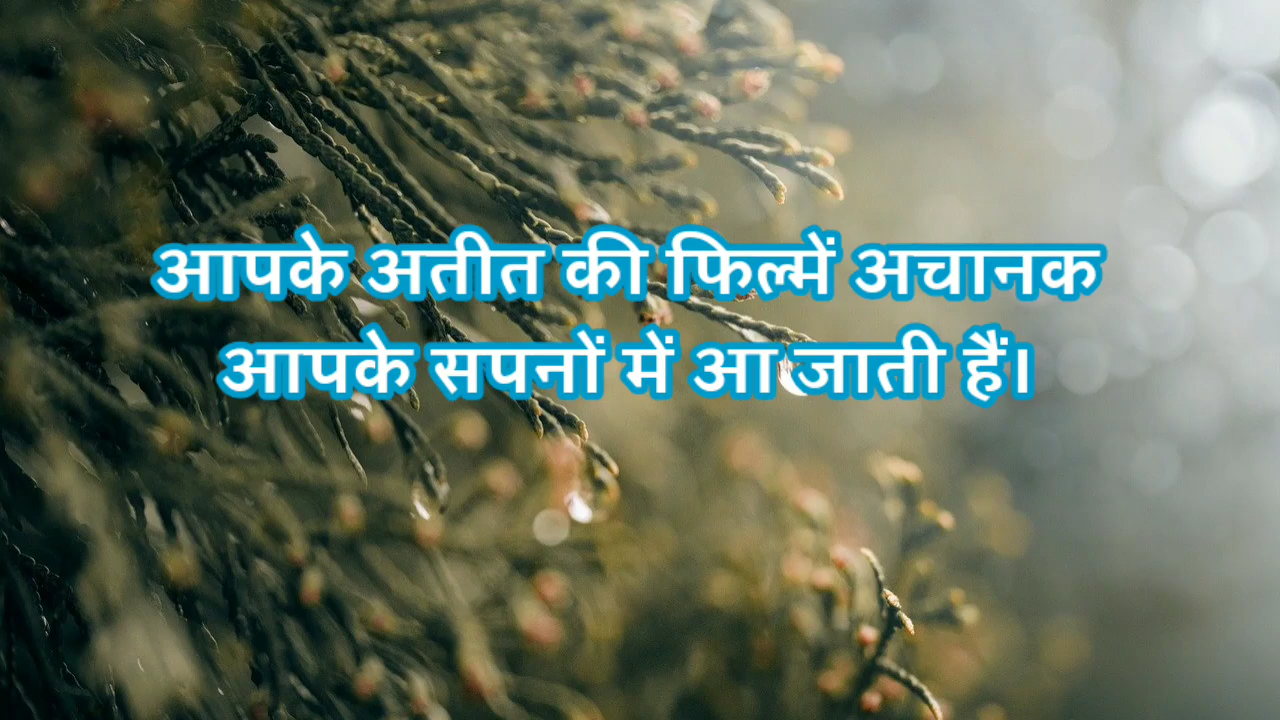 आपके अतीत की फिल्में अचानक
आपके सपनों में आ जाती हैं।